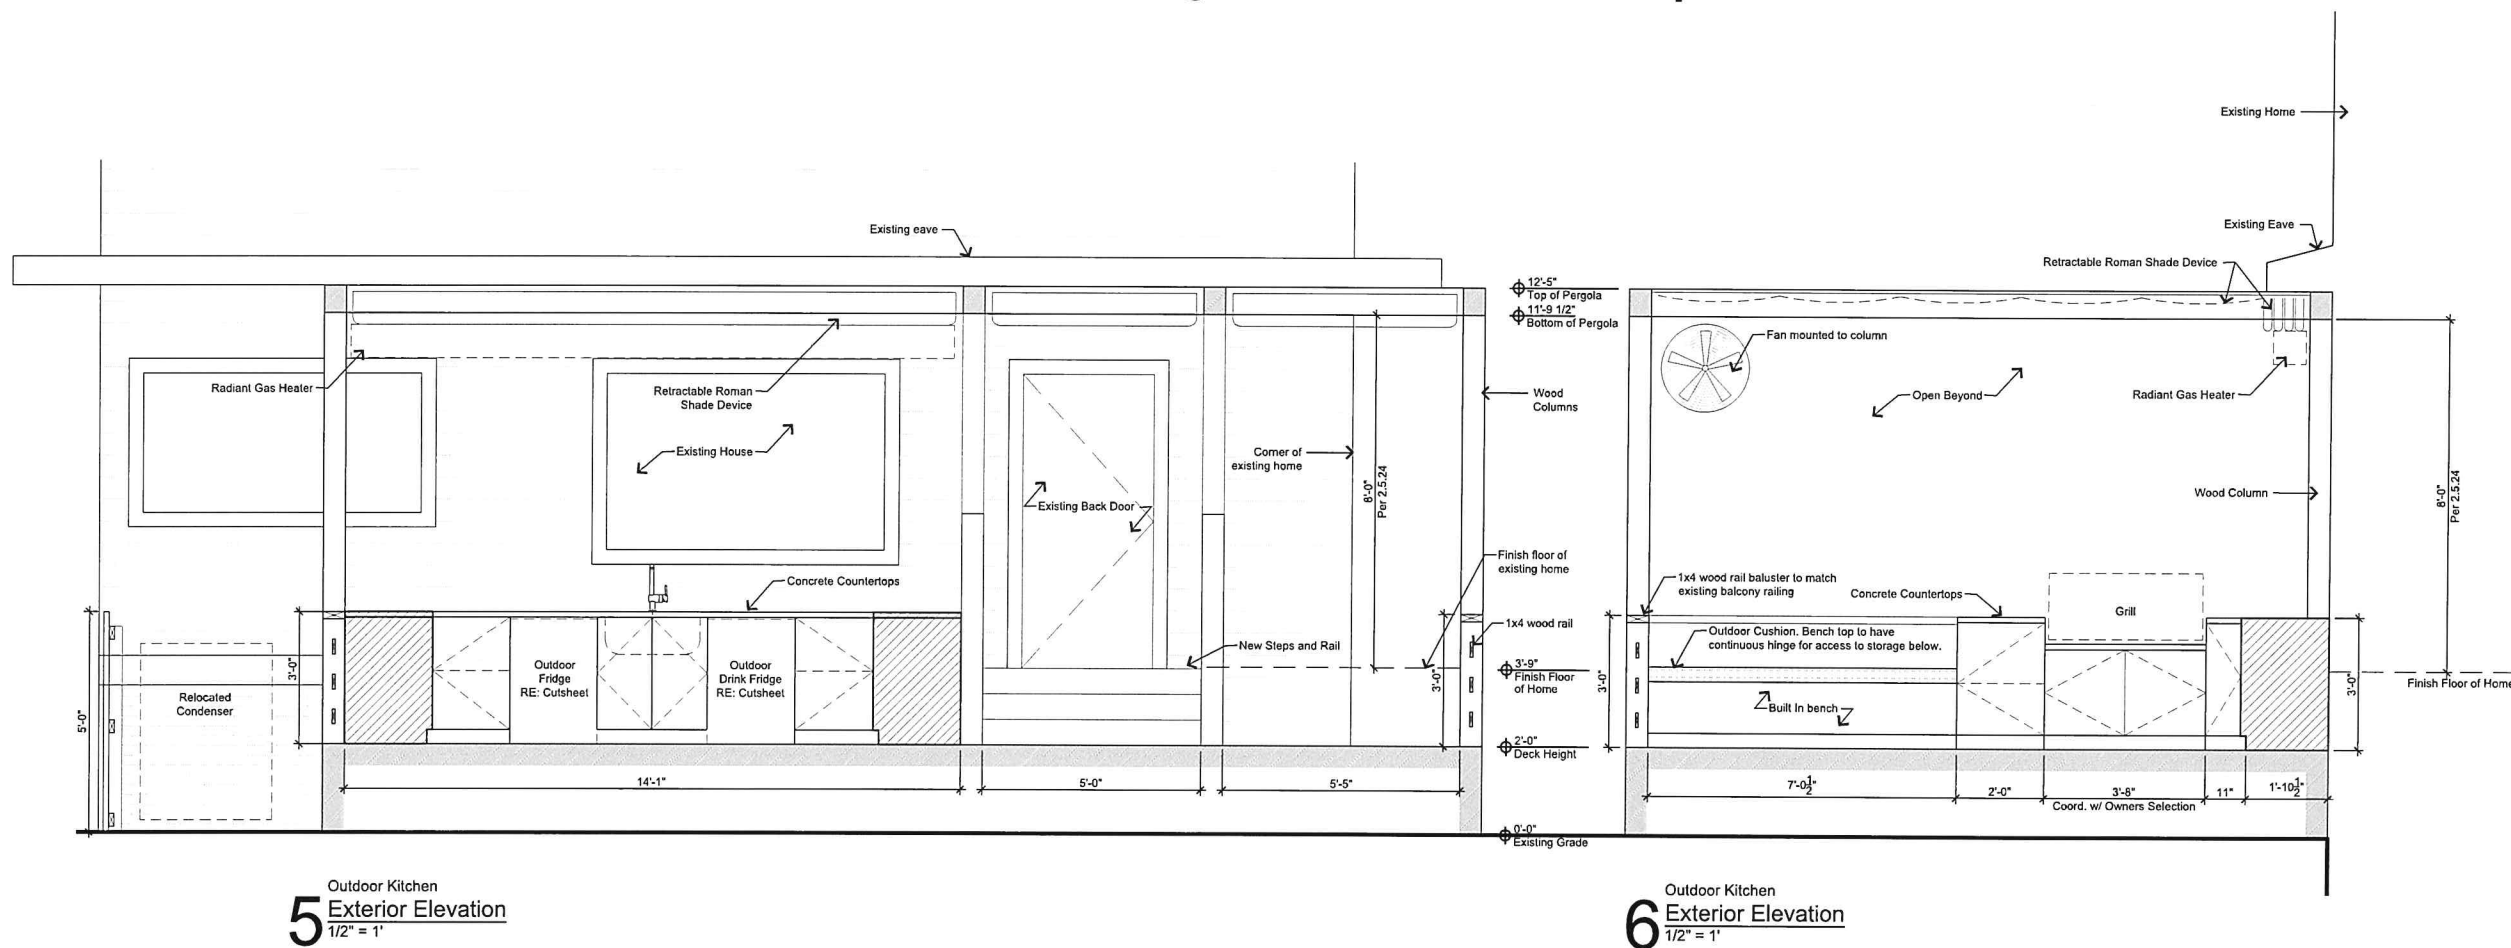 Existing eave
Radiant Gas Heater
Retractable Roman
Shade Device
Existing House
Existing Back Door
Corner of
existing home
8'-0"
Per 2.5.24
Wood
Columns
12'-5"
Top of Pergola
11'-9 1/2"
Bottom of Pergola
Finish floor of
existing home
Concrete Countertops
1x4 wood rail
New Steps and Rail
3'-9"
Finish Floor
of Home
2'-0"
Deck Height
0'-0"
Existing Grade
5'-0"
Relocated
Condenser
3'-0"
Outdoor
Fridge
RE: Cutsheet
Outdoor
Drink Fridge
RE: Cutsheet
3'-0"
14'-1"
5'-0"
5'-5"
5
Outdoor Kitchen
Exterior Elevation
1/2" = 1'
Existing Home
Existing Eave
Retractable Roman Shade Device
Fan mounted to column
Open Beyond
Radiant Gas Heater
Wood Column
8'-0"
Per 2.5.24
1x4 wood rail baluster to match
existing balcony railing
Concrete Countertops
Grill
Outdoor Cushion. Bench top to have
continuous hinge for access to storage below.
Built In bench
3'-0"
3'-0"
Finish Floor of Home
7'-0 1/2"
2'-0"
3'-8"
11"
1'-10 1/2"
Coord. w/ Owners Selection
6
Outdoor Kitchen
Exterior Elevation
1/2" = 1'